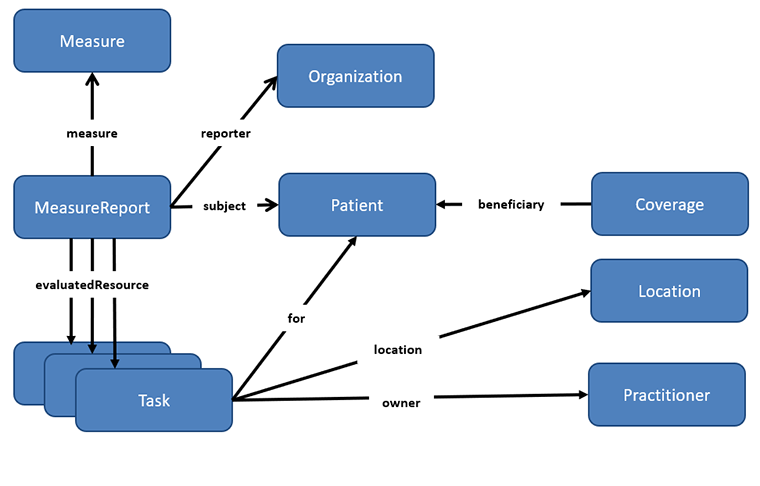 Measure
Organization
measure
reporter
MeasureReport
subject
Patient
beneficiary
Coverage
evaluatedResource
Location
for
location
Task
owner
Practitioner